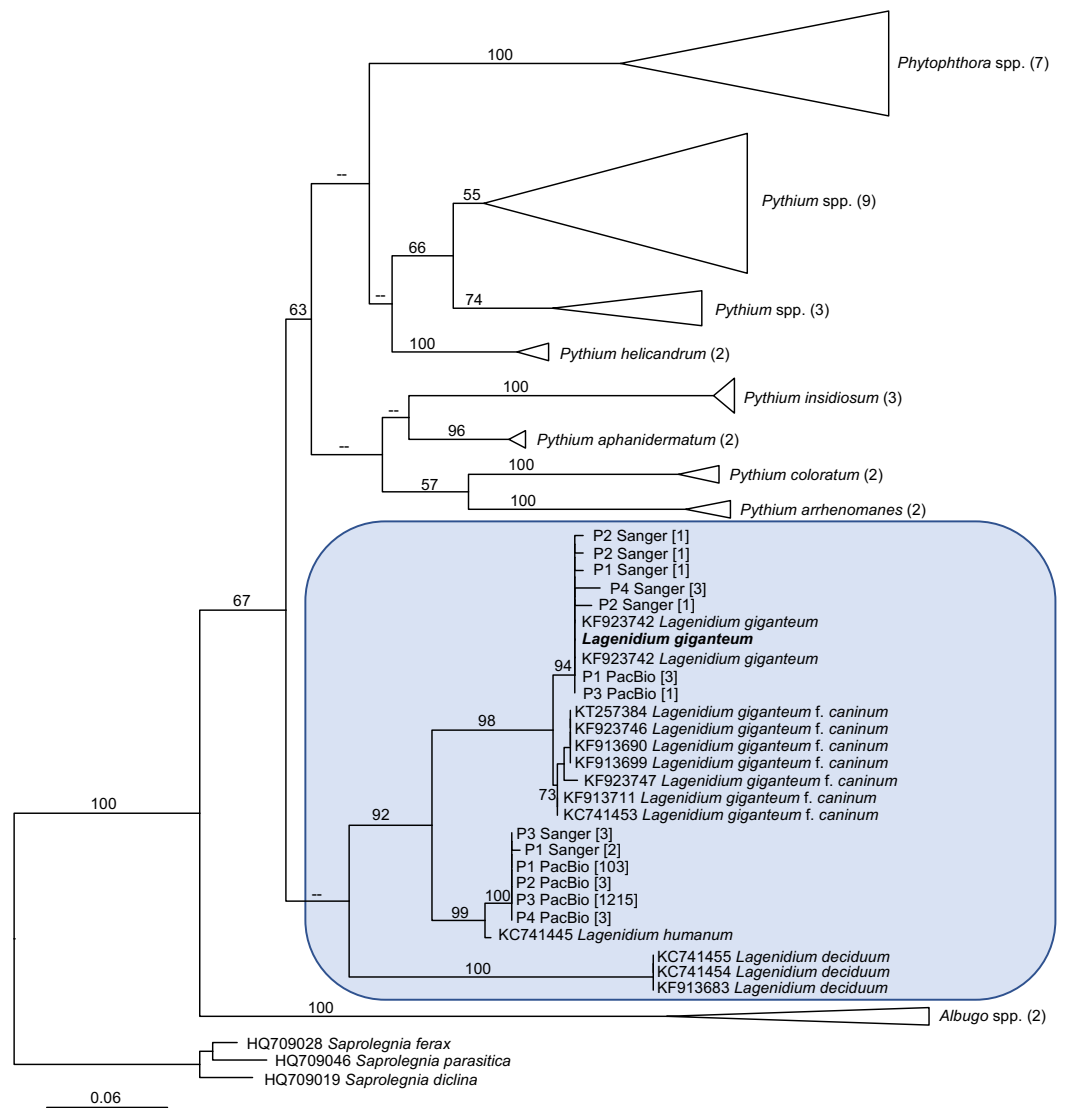 100
Phytophthora spp. (7)
--
55
Pythium spp. (9)
66
--
74
Pythium spp. (3)
63
100
Pythium helicandrum (2)
100
Pythium insidiosum (3)
--
96
Pythium aphanidermatum (2)
--
100
Pythium coloratum (2)
57
100
Pythium arrhenomanes (2)
P2 Sanger [1]
P2 Sanger [1]
P1 Sanger [1]
P4 Sanger [3]
67
P2 Sanger [1]
KF923742 Lagenidium giganteum
Lagenidium giganteum
KF923742 Lagenidium giganteum
94
P1 PacBio [3]
P3 PacBio [1]
KT257384 Lagenidium giganteum f. caninum
98
KF923746 Lagenidium giganteum f. caninum
KF913690 Lagenidium giganteum f. caninum
KF913699 Lagenidium giganteum f. caninum
KF923747 Lagenidium giganteum f. caninum
73
KF913711 Lagenidium giganteum f. caninum
100
92
KC741453 Lagenidium giganteum f. caninum
P3 Sanger [3]
P1 Sanger [2]
P1 PacBio [103]
P2 PacBio [3]
--
100
P3 PacBio [1215]
99
P4 PacBio [3]
KC741445 Lagenidium humanum
KC741455 Lagenidium deciduum
100
KC741454 Lagenidium deciduum
KF913683 Lagenidium deciduum
100
Albugo spp. (2)
HQ709028 Saprolegnia ferax
HQ709046 Saprolegnia parasitica
HQ709019 Saprolegnia diclina
0.06